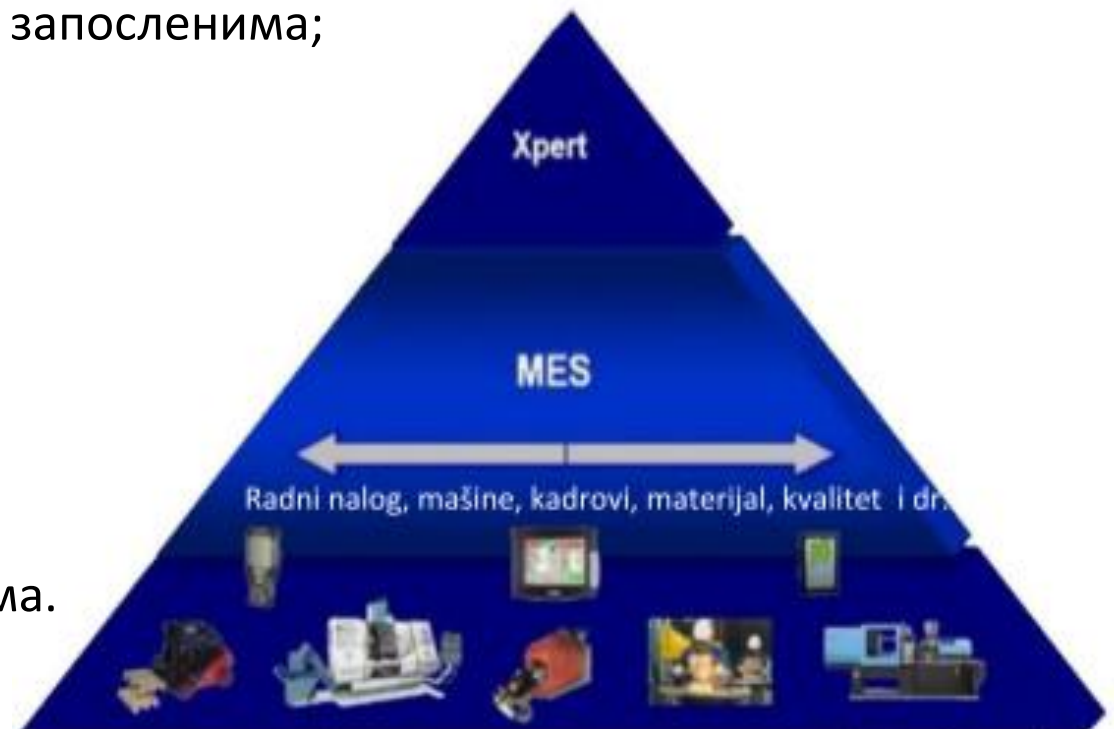 запосленима;
Xpert
MES
Radni nalog, mašine, kadrovi, materijal, kvalitet i dr.
ма.